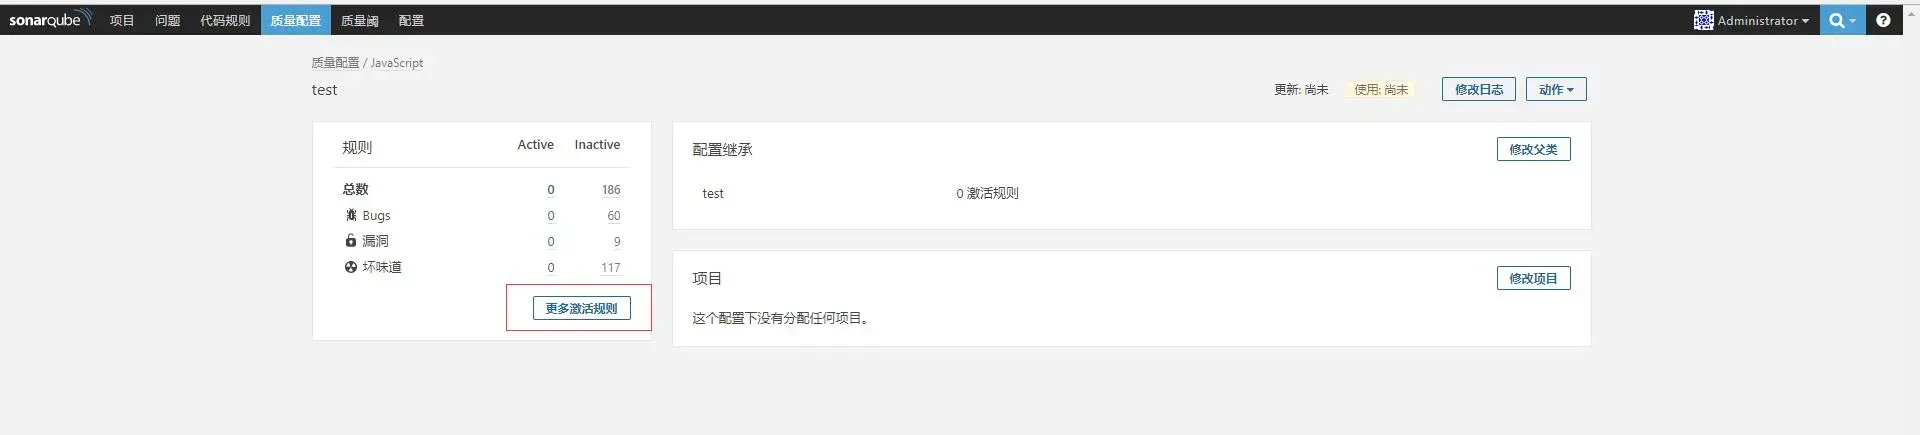 sonarqube 项目 问题 代码规则 质量配置 质量阈 配置 Administrator
质量配置 / JavaScript
test 更新: 尚未 使用: 尚未 修改日志 动作
规则 Active Inactive
总数 0 186
Bugs 0 60
漏洞 0 9
坏味道 0 117
更多激活规则
配置继承 修改父类
test 0 激活规则
项目 修改项目
这个配置下没有分配任何项目。